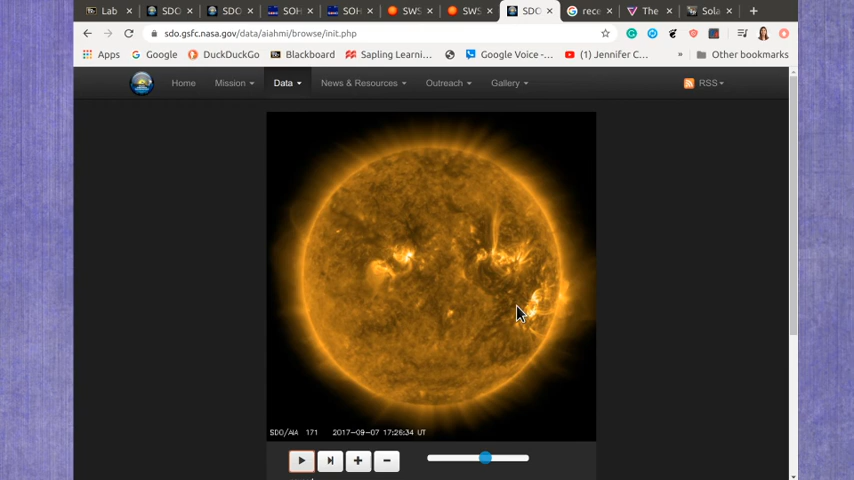 Lab
SDO
SDO
SOH
SOH
SWS
SWS
SDO
rece
The
Sola
sdo.gsfc.nasa.gov/data/aiahmi/browse/init.php
Apps
Google
DuckDuckGo
Blackboard
Sapling Learni...
Google Voice -...
(1) Jennifer C...
»
Other bookmarks
Home
Mission
Data
News & Resources
Outreach
Gallery
RSS
SDO/AIA 171 2017-09-07 17:26:34 UT